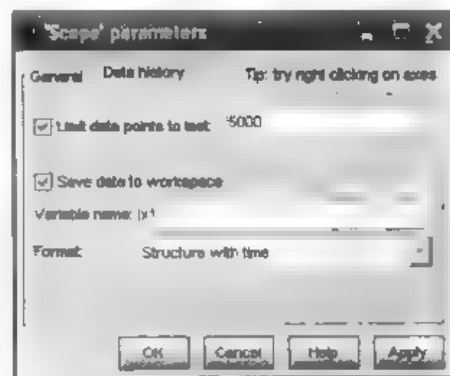 'Scope' parameters
General Data history Tip: try right clicking on axes
Limit data points to last: 5000
Save data to workspace
Variable name: x1
Format: Structure with time
OK Cancel Help Apply